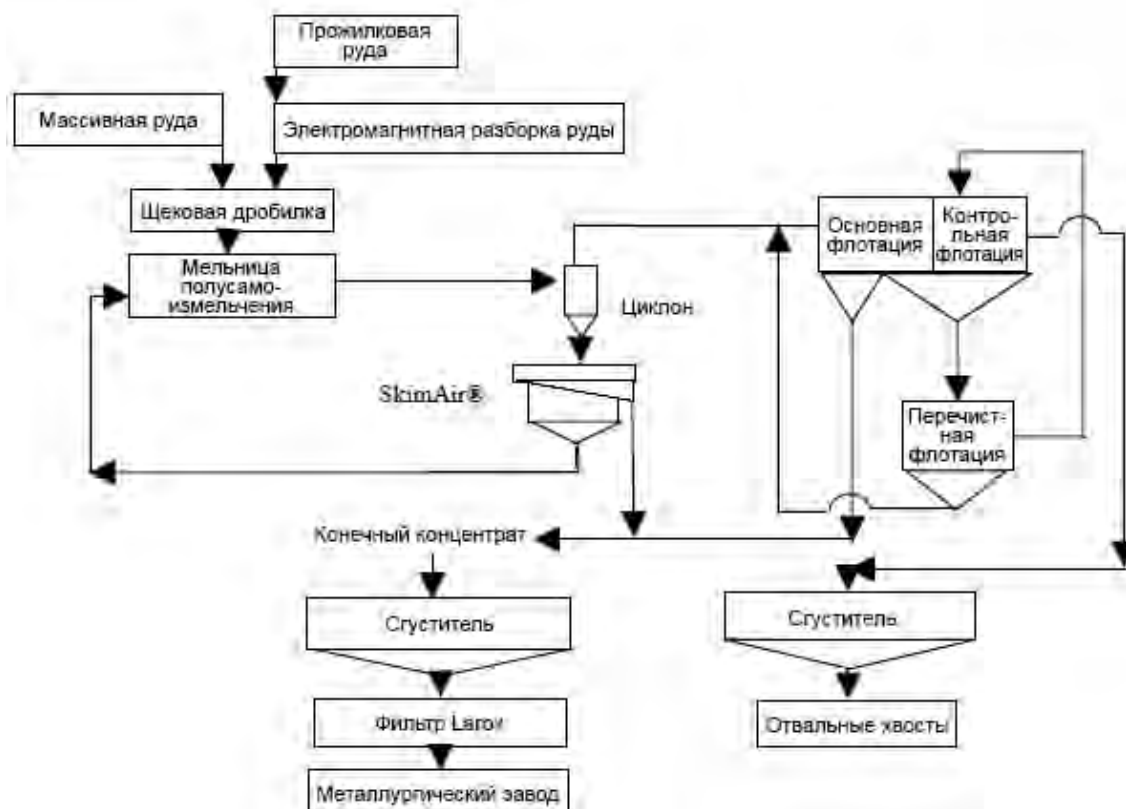 Прожилковая
руда
Массивная руда
Электромагнитная разборка руды
Щековая дробилка
Мельница
полусамо-
измельчения
Циклон
SkimAir®
Основная
флотация
Контро-
льная
флотация
Перечист-
ная
флотация
Конечный концентрат
Сгуститель
Сгуститель
Фильтр Larox
Отвальные хвосты
Металлургический завод